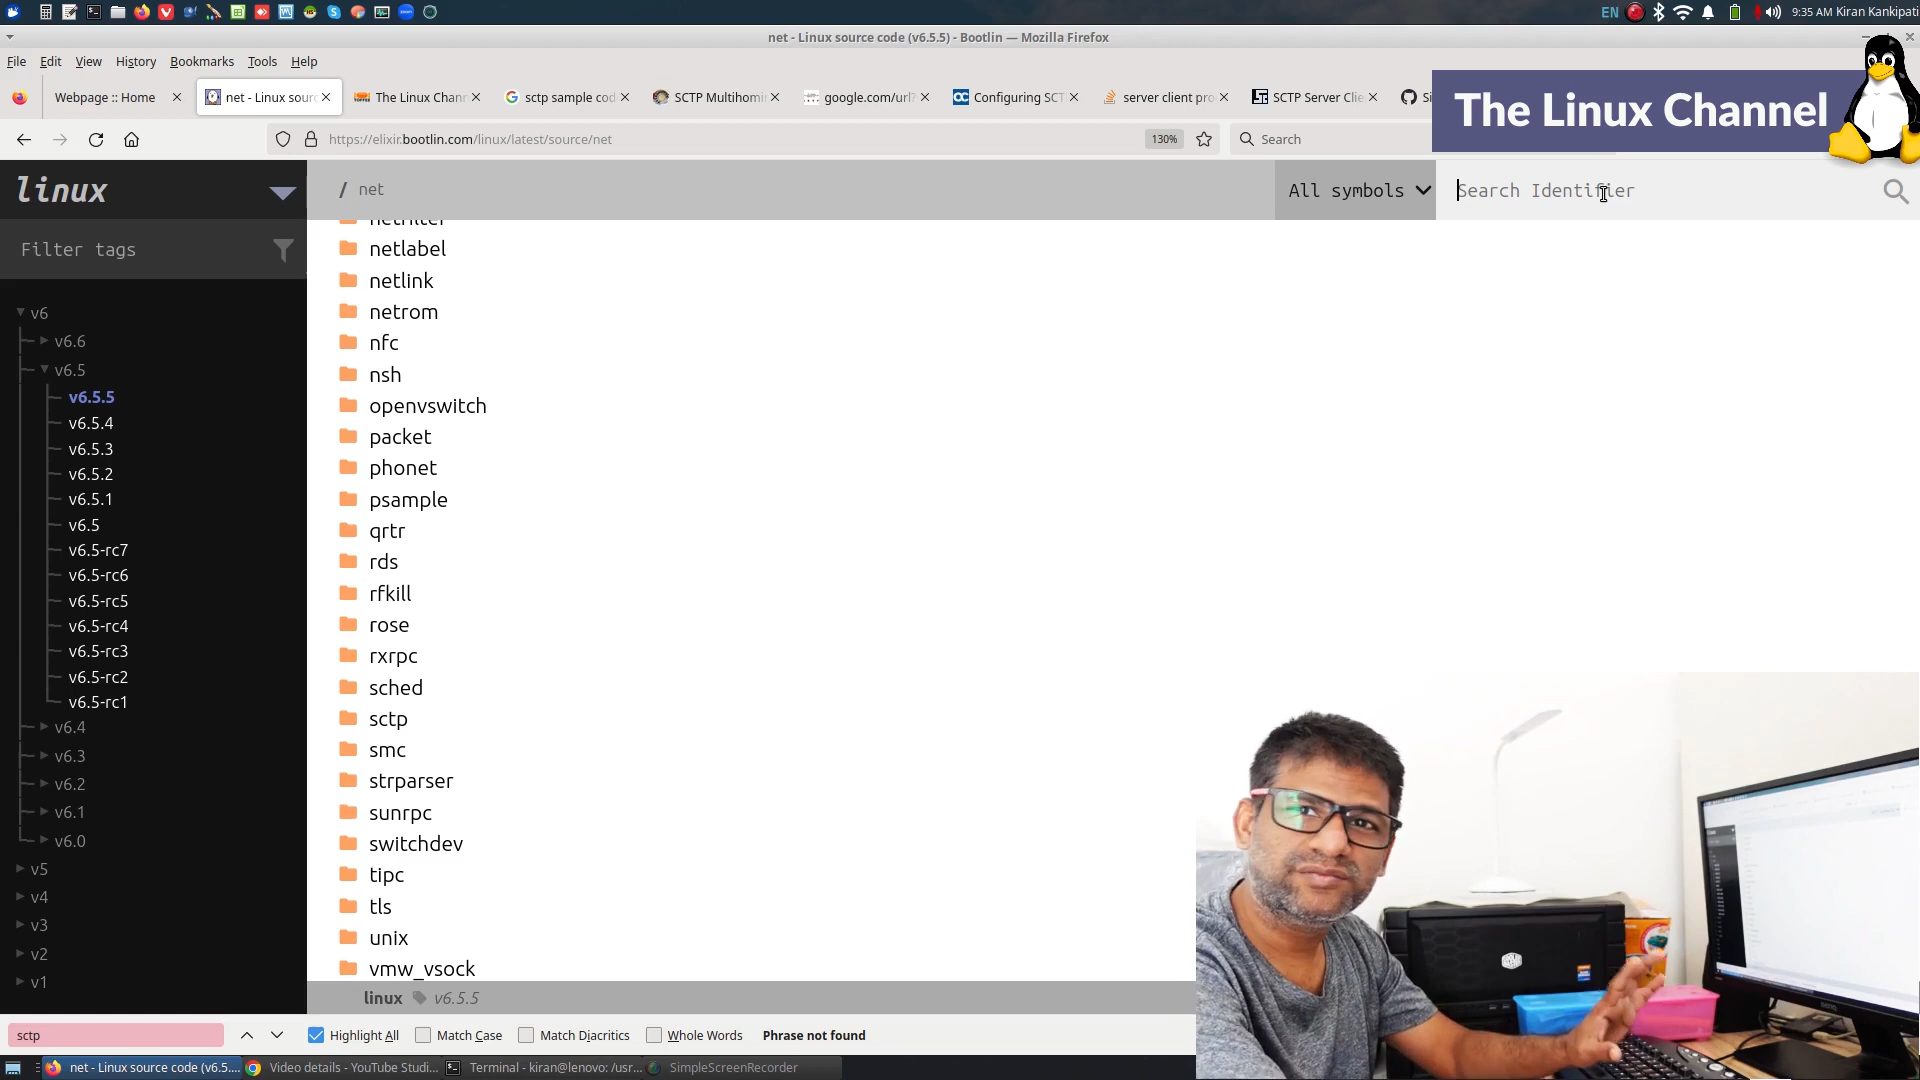 EN
9:35 AM Kiran Kankipati
net - Linux source code (v6.5.5) - Bootlin — Mozilla Firefox
File Edit View History Bookmarks Tools Help
Webpage :: Home
net - Linux sourc
The Linux Chann
sctp sample cod
SCTP Multihomi
google.com/url?
Configuring SCT
server client pro
SCTP Server Clie
Si
The Linux Channel
https://elixir.bootlin.com/linux/latest/source/net
130%
Search
linux
/ net
All symbols
Search Identifier
Filter tags
v6
v6.6
v6.5
v6.5.5
v6.5.4
v6.5.3
v6.5.2
v6.5.1
v6.5
v6.5-rc7
v6.5-rc6
v6.5-rc5
v6.5-rc4
v6.5-rc3
v6.5-rc2
v6.5-rc1
v6.4
v6.3
v6.2
v6.1
v6.0
v5
v4
v3
v2
v1
netfilter
netlabel
netlink
netrom
nfc
nsh
openvswitch
packet
phonet
psample
qrtr
rds
rfkill
rose
rxrpc
sched
sctp
smc
strparser
sunrpc
switchdev
tipc
tls
unix
vmw_vsock
linux v6.5.5
sctp
Highlight All
Match Case
Match Diacritics
Whole Words
Phrase not found
net - Linux source code (v6.5....
Video details - YouTube Studi...
Terminal - kiran@lenovo: /usr...
SimpleScreenRecorder